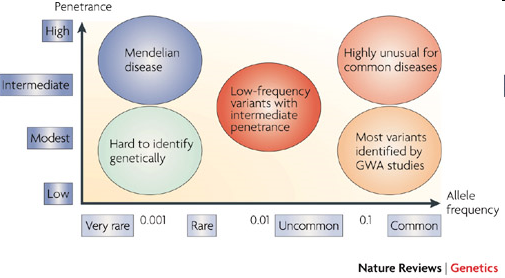 Penetrance
High
Intermediate
Modest
Low
Mendelian
disease
Highly unusual for
common diseases
Low-frequency
variants with
intermediate
penetrance
Hard to identify
genetically
Most variants
identified by
GWA studies
Allele
frequency
Very rare 0.001 Rare 0.01 Uncommon 0.1 Common
Nature Reviews | Genetics